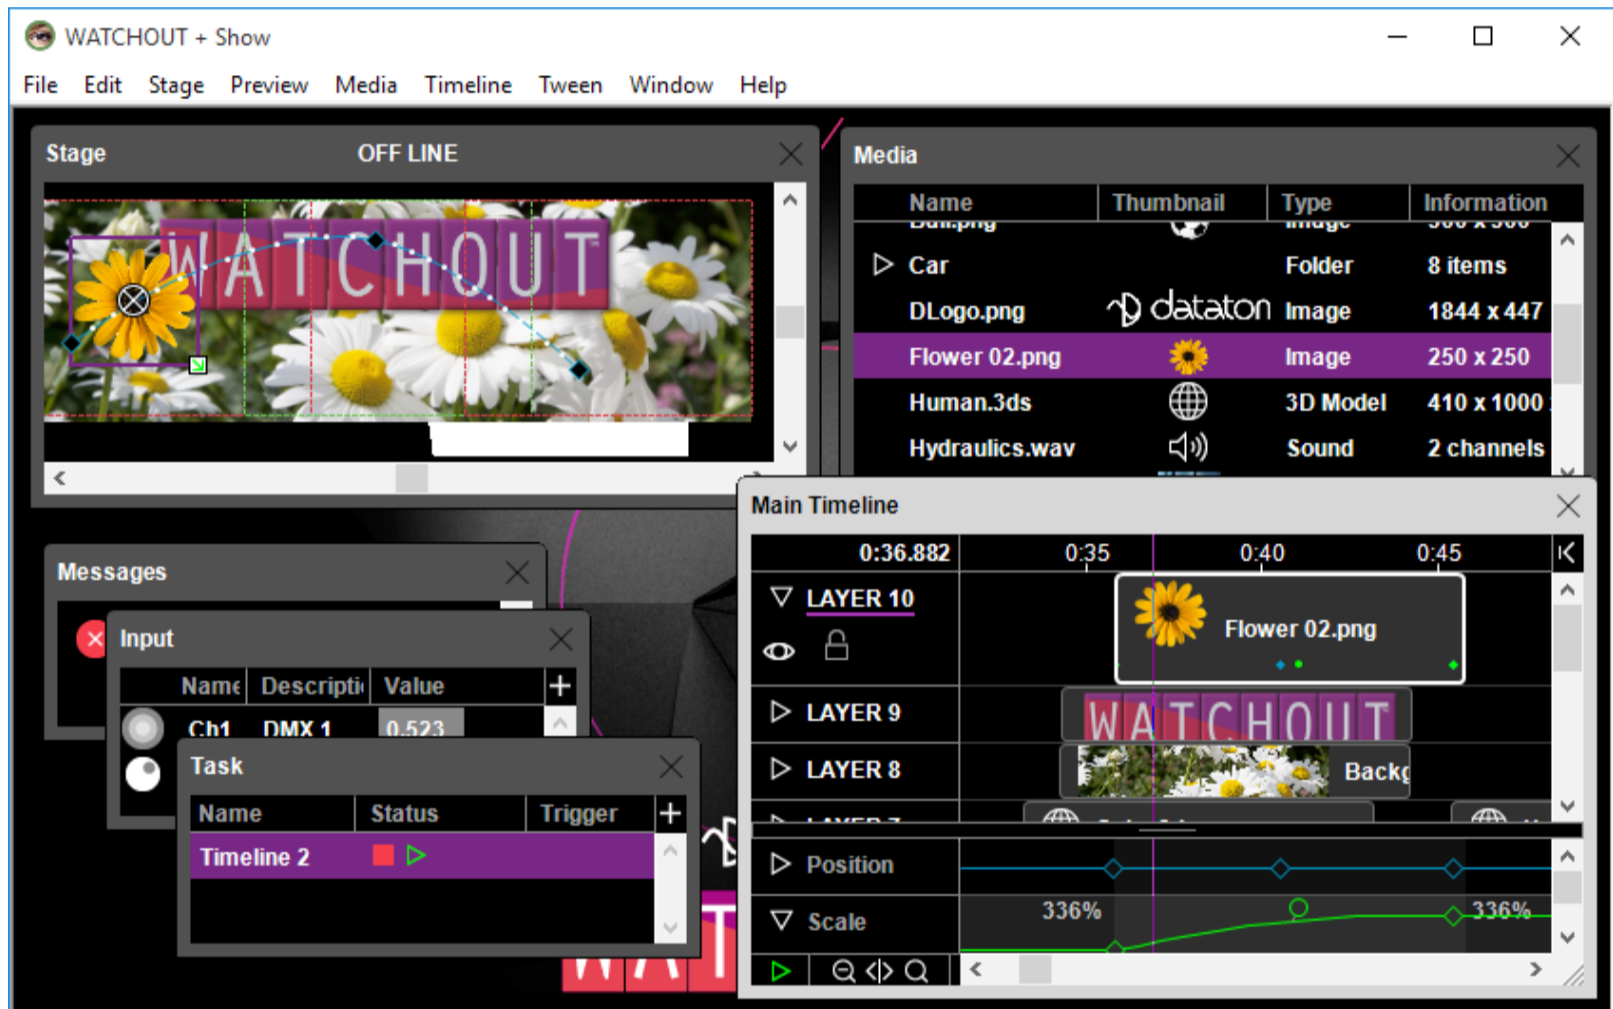 WATCHOUT + Show
File Edit Stage Preview Media Timeline Tween Window Help
Stage OFF LINE
WATCHOUT
Media
Name Thumbnail Type Information
Car Folder 8 items
DLogo.png dataton Image 1844 x 447
Flower 02.png Image 250 x 250
Human.3ds 3D Model 410 x 1000
Hydraulics.wav Sound 2 channels
Main Timeline
0:36.882 0:35 0:40 0:45
LAYER 10
Flower 02.png
LAYER 9 WATCHOUT
LAYER 8 Backg
Position
336% 336%
Scale
Messages
Input
Name Descripti Value
Ch1 DMX 1 0.523
Task
Name Status Trigger
Timeline 2
WAT